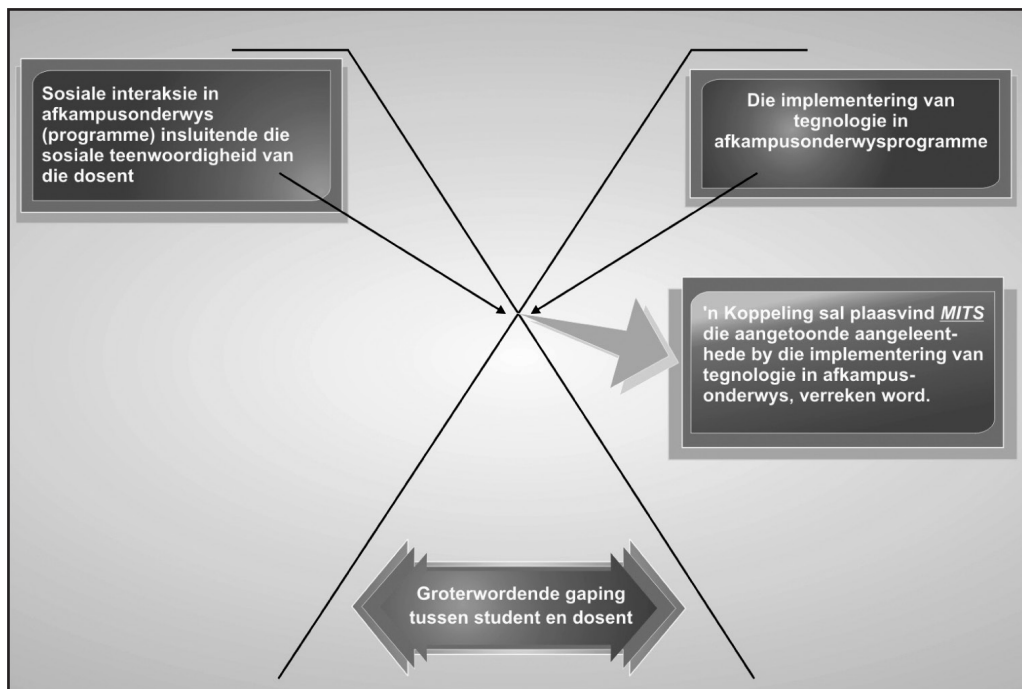 Sosiale interaksie in
afkampusonderwys
(programme) insluitende die
sosiale teenwoordigheid van
die dosent
Die implementering van
tegnologie in
afkampusonderwysprogramme
'n Koppeling sal plaasvind MITS
die aangetoonde aangeleent-
hede by die implementering van
tegnologie in afkampus-
onderwys, verreken word.
Groterwordende gaping
tussen student en dosent